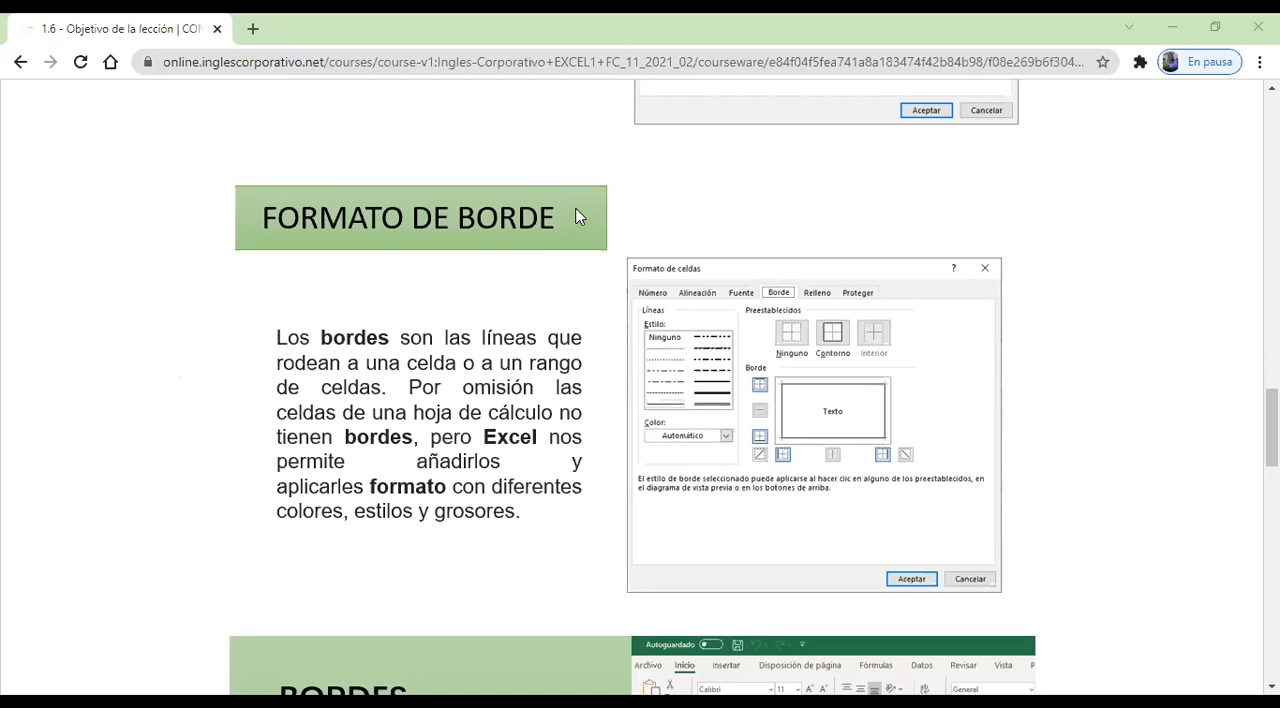 1.6 - Objetivo de la lección | CON
online.inglescorporativo.net/courses/course-v1:Ingles-Corporativo+EXCEL1+FC_11_2021_02/courseware/e84f04f5fea741a8a183474f42b84b98/f08e269b6f304...
En pausa
Aceptar Cancelar
FORMATO DE BORDE
Los bordes son las líneas que
rodean a una celda o a un rango
de celdas. Por omisión las
celdas de una hoja de cálculo no
tienen bordes, pero Excel nos
permite añadirlos y
aplicarles formato con diferentes
colores, estilos y grosores.
Formato de celdas ?
Número Alineación Fuente Borde Relleno Proteger
Líneas Preestablecidos
Estilo:
Ninguno
Ninguno Contorno Interior
Borde
Texto
Color:
Automático
El estilo de borde seleccionado puede aplicarse al hacer clic en alguno de los preestablecidos, en
el diagrama de vista previa o en los botones de arriba.
Aceptar Cancelar
BORDES
Autoguardado
Archivo Inicio Insertar Disposición de página Fórmulas Datos Revisar Vista P
Calibri 11 A A General